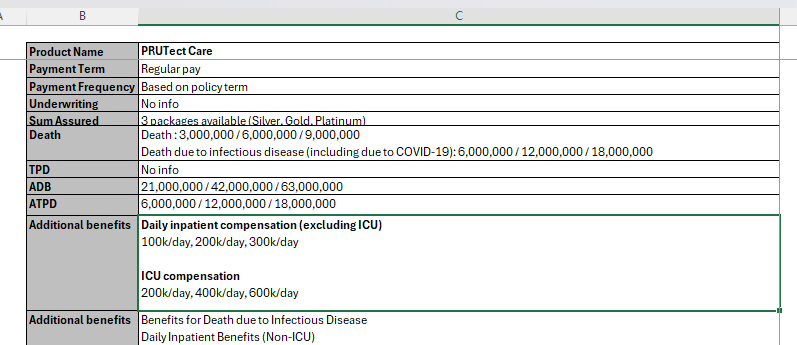 B C
Product Name PRUTect Care
Payment Term Regular pay
Payment Frequency Based on policy term
Underwriting No info
Sum Assured 3 packages available (Silver, Gold, Platinum)
Death Death : 3,000,000 / 6,000,000 / 9,000,000
Death due to infectious disease (including due to COVID-19): 6,000,000 / 12,000,000 / 18,000,000
TPD No info
ADB 21,000,000 / 42,000,000 / 63,000,000
ATPD 6,000,000 / 12,000,000 / 18,000,000
Additional benefits Daily inpatient compensation (excluding ICU)
100k/day, 200k/day, 300k/day
ICU compensation
200k/day, 400k/day, 600k/day
Additional benefits Benefits for Death due to Infectious Disease
Daily Inpatient Benefits (Non-ICU)